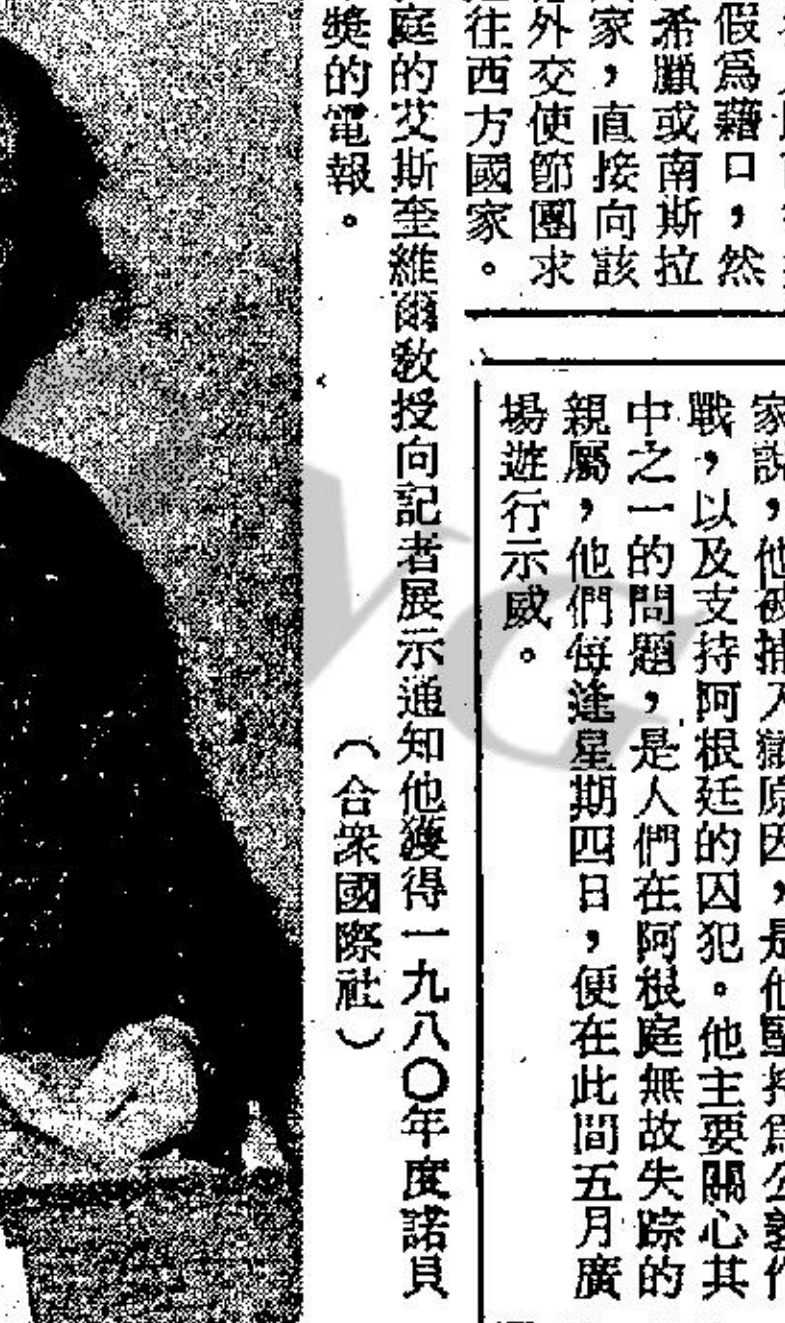 假爲藉口，然
希臘或南斯拉
家，直接向該
外交使節團求
往西方國家。
家說，他被捕入獄原因，是他堅持爲公義作
戰，以及支持阿根廷的囚犯。他主要關心其
中之一的問題，是人們在阿根庭無故失踪的
親屬，他們每逢星期四日，便在此間五月廣
場遊行示威。
庭的艾斯奎維爾教授向記者展示通知他獲得一九八〇年度諾貝
獎的電報。
（合衆國際社）